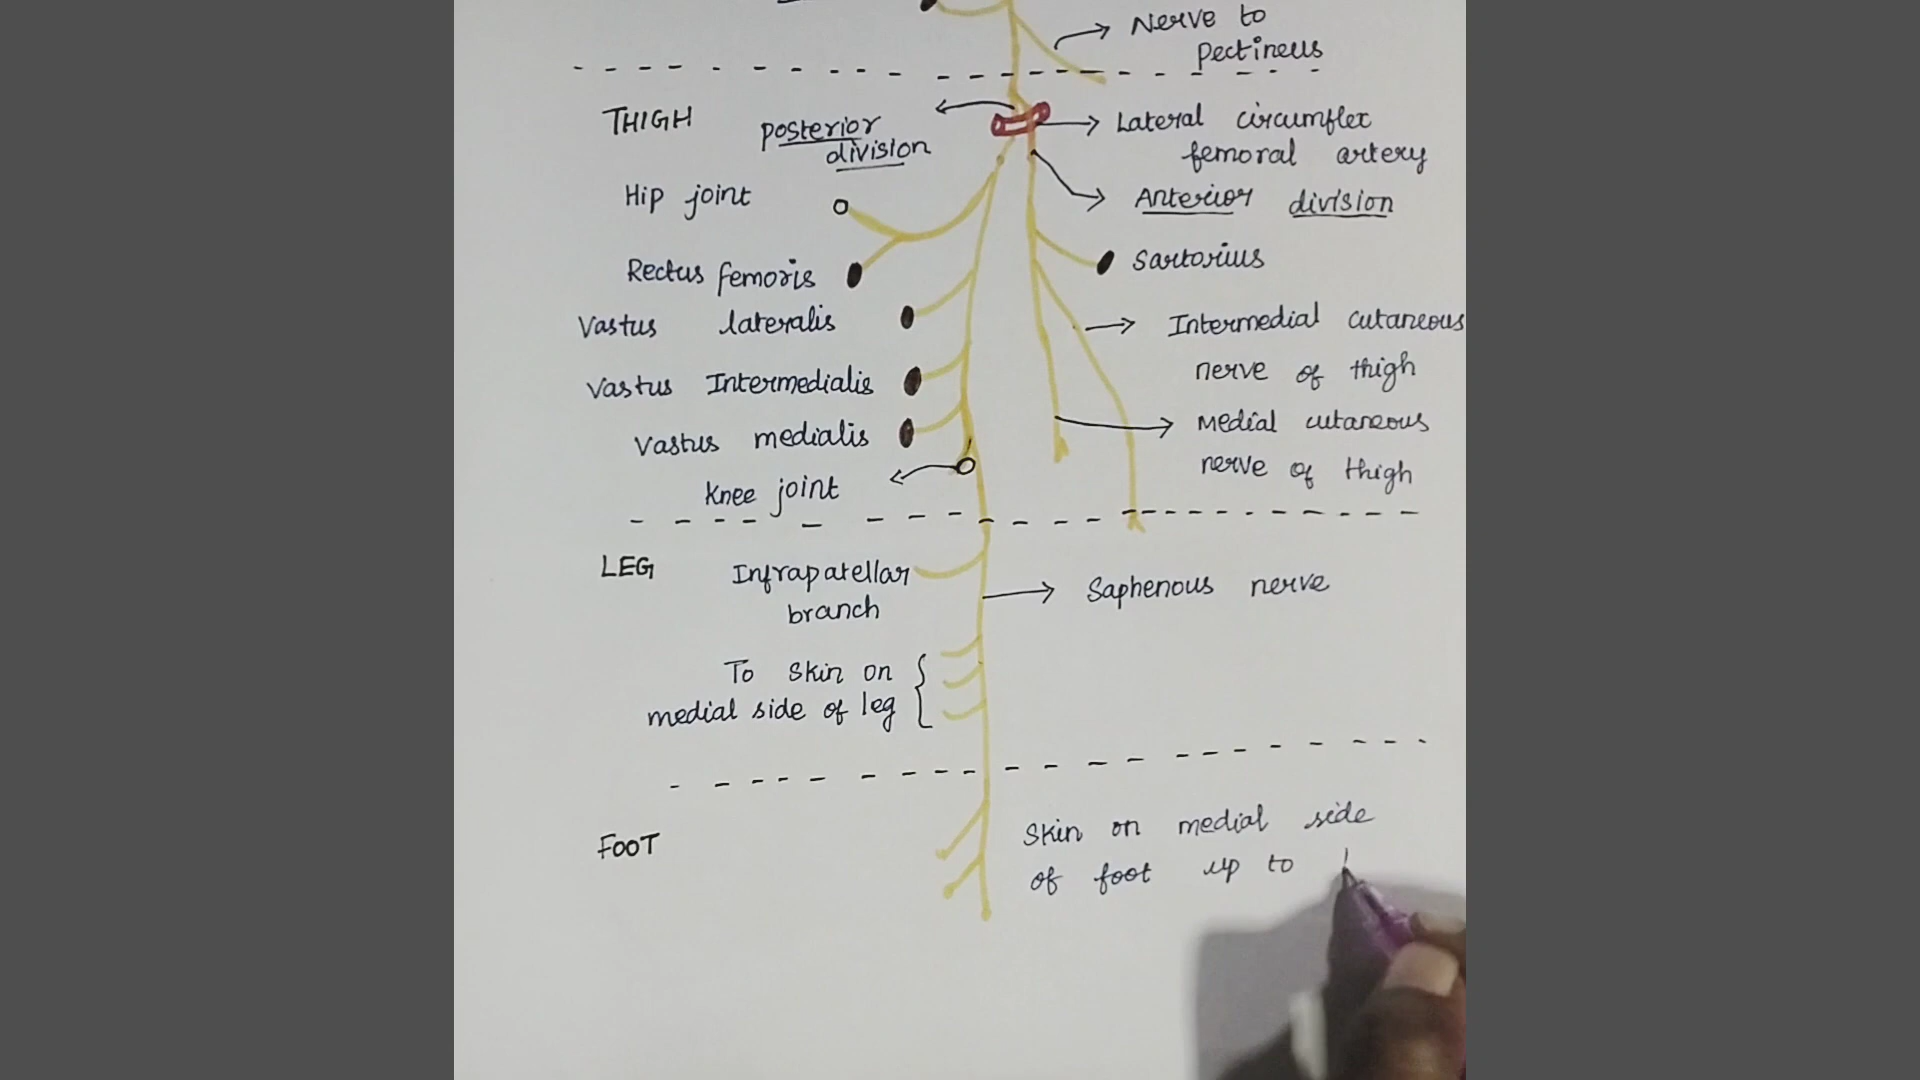 Nerve to
pectineus
THIGH
posterior
division
Lateral circumflex
femoral artery
Hip joint
Anterior division
Rectus femoris
Sartorius
Vastus lateralis
Intermedial cutaneous
nerve of thigh
Vastus Intermedialis
Vastus medialis
Medial cutaneous
nerve of thigh
Knee joint
LEG
Infrapatellar
branch
Saphenous nerve
To skin on
medial side of leg
FOOT
Skin on medial side
of foot up to